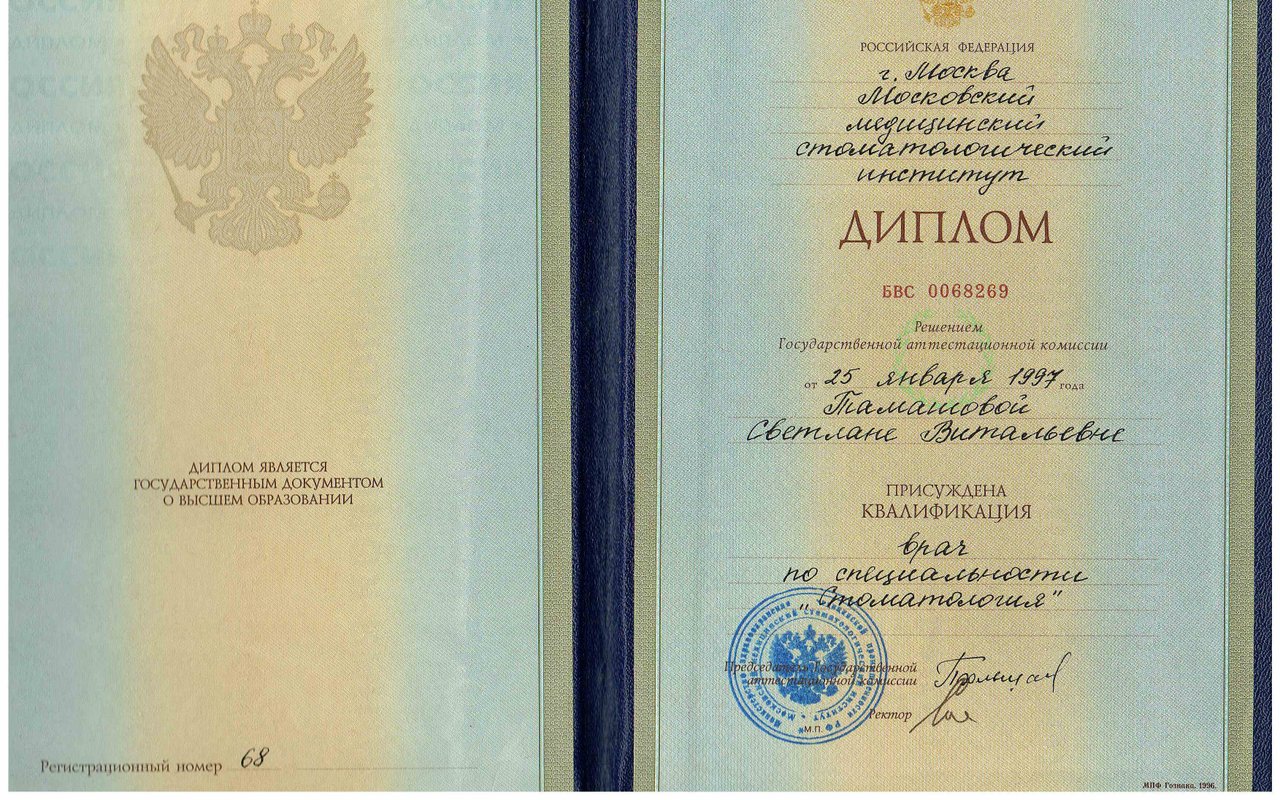 ДИПЛОМ ЯВЛЯЕТСЯ
ГОСУДАРСТВЕННЫМ ДОКУМЕНТОМ
О ВЫСШЕМ ОБРАЗОВАНИИ
Регистрационный номер 68
РОССИЙСКАЯ ФЕДЕРАЦИЯ
г. Москва
Московский
медицинский
стоматологический
институт
ДИПЛОМ
БВС 0068269
Решением
Государственной аттестационной комиссии
от 25 января 1997 года
Тамашовой
Светлане Витальевне
ПРИСУЖДЕНА
КВАЛИФИКАЦИЯ
врач
по специальности
„Стоматология"
Председатель Государственной
аттестационной комиссии
Ректор
М.П.
МПФ Гознака. 1996.